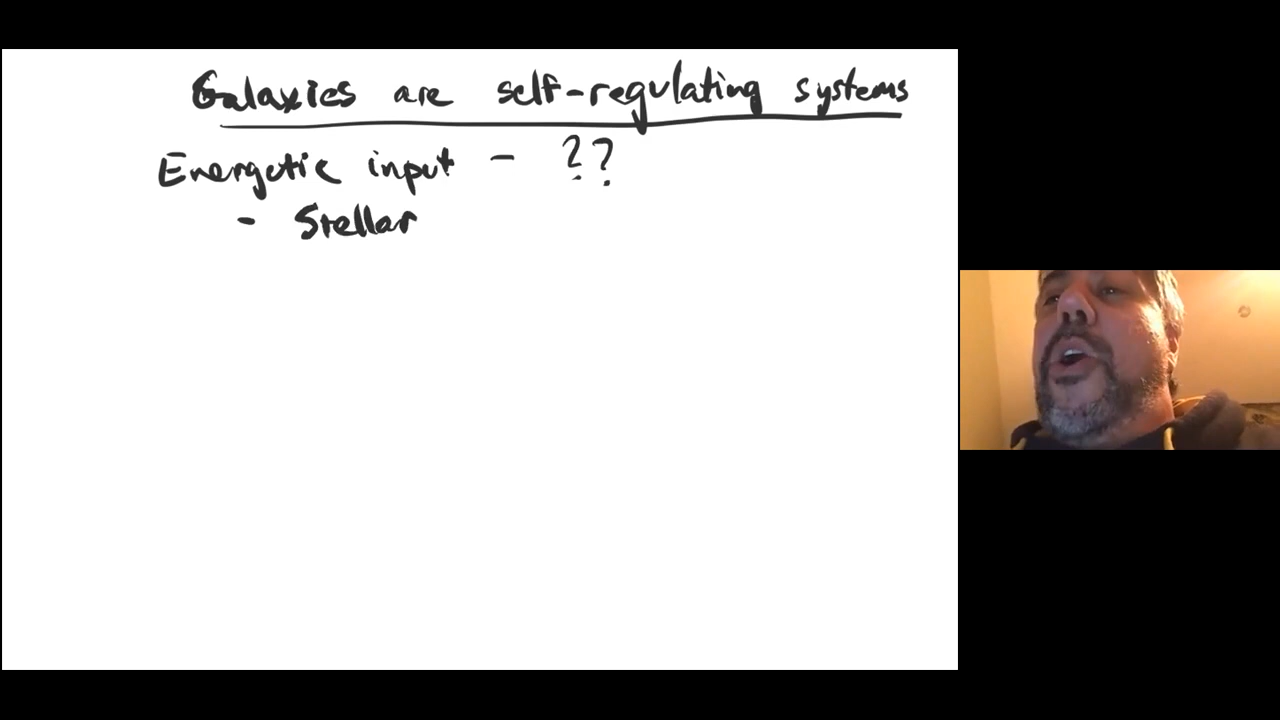 Galaxies are self-regulating systems
Energetic input - ??
- Stellar